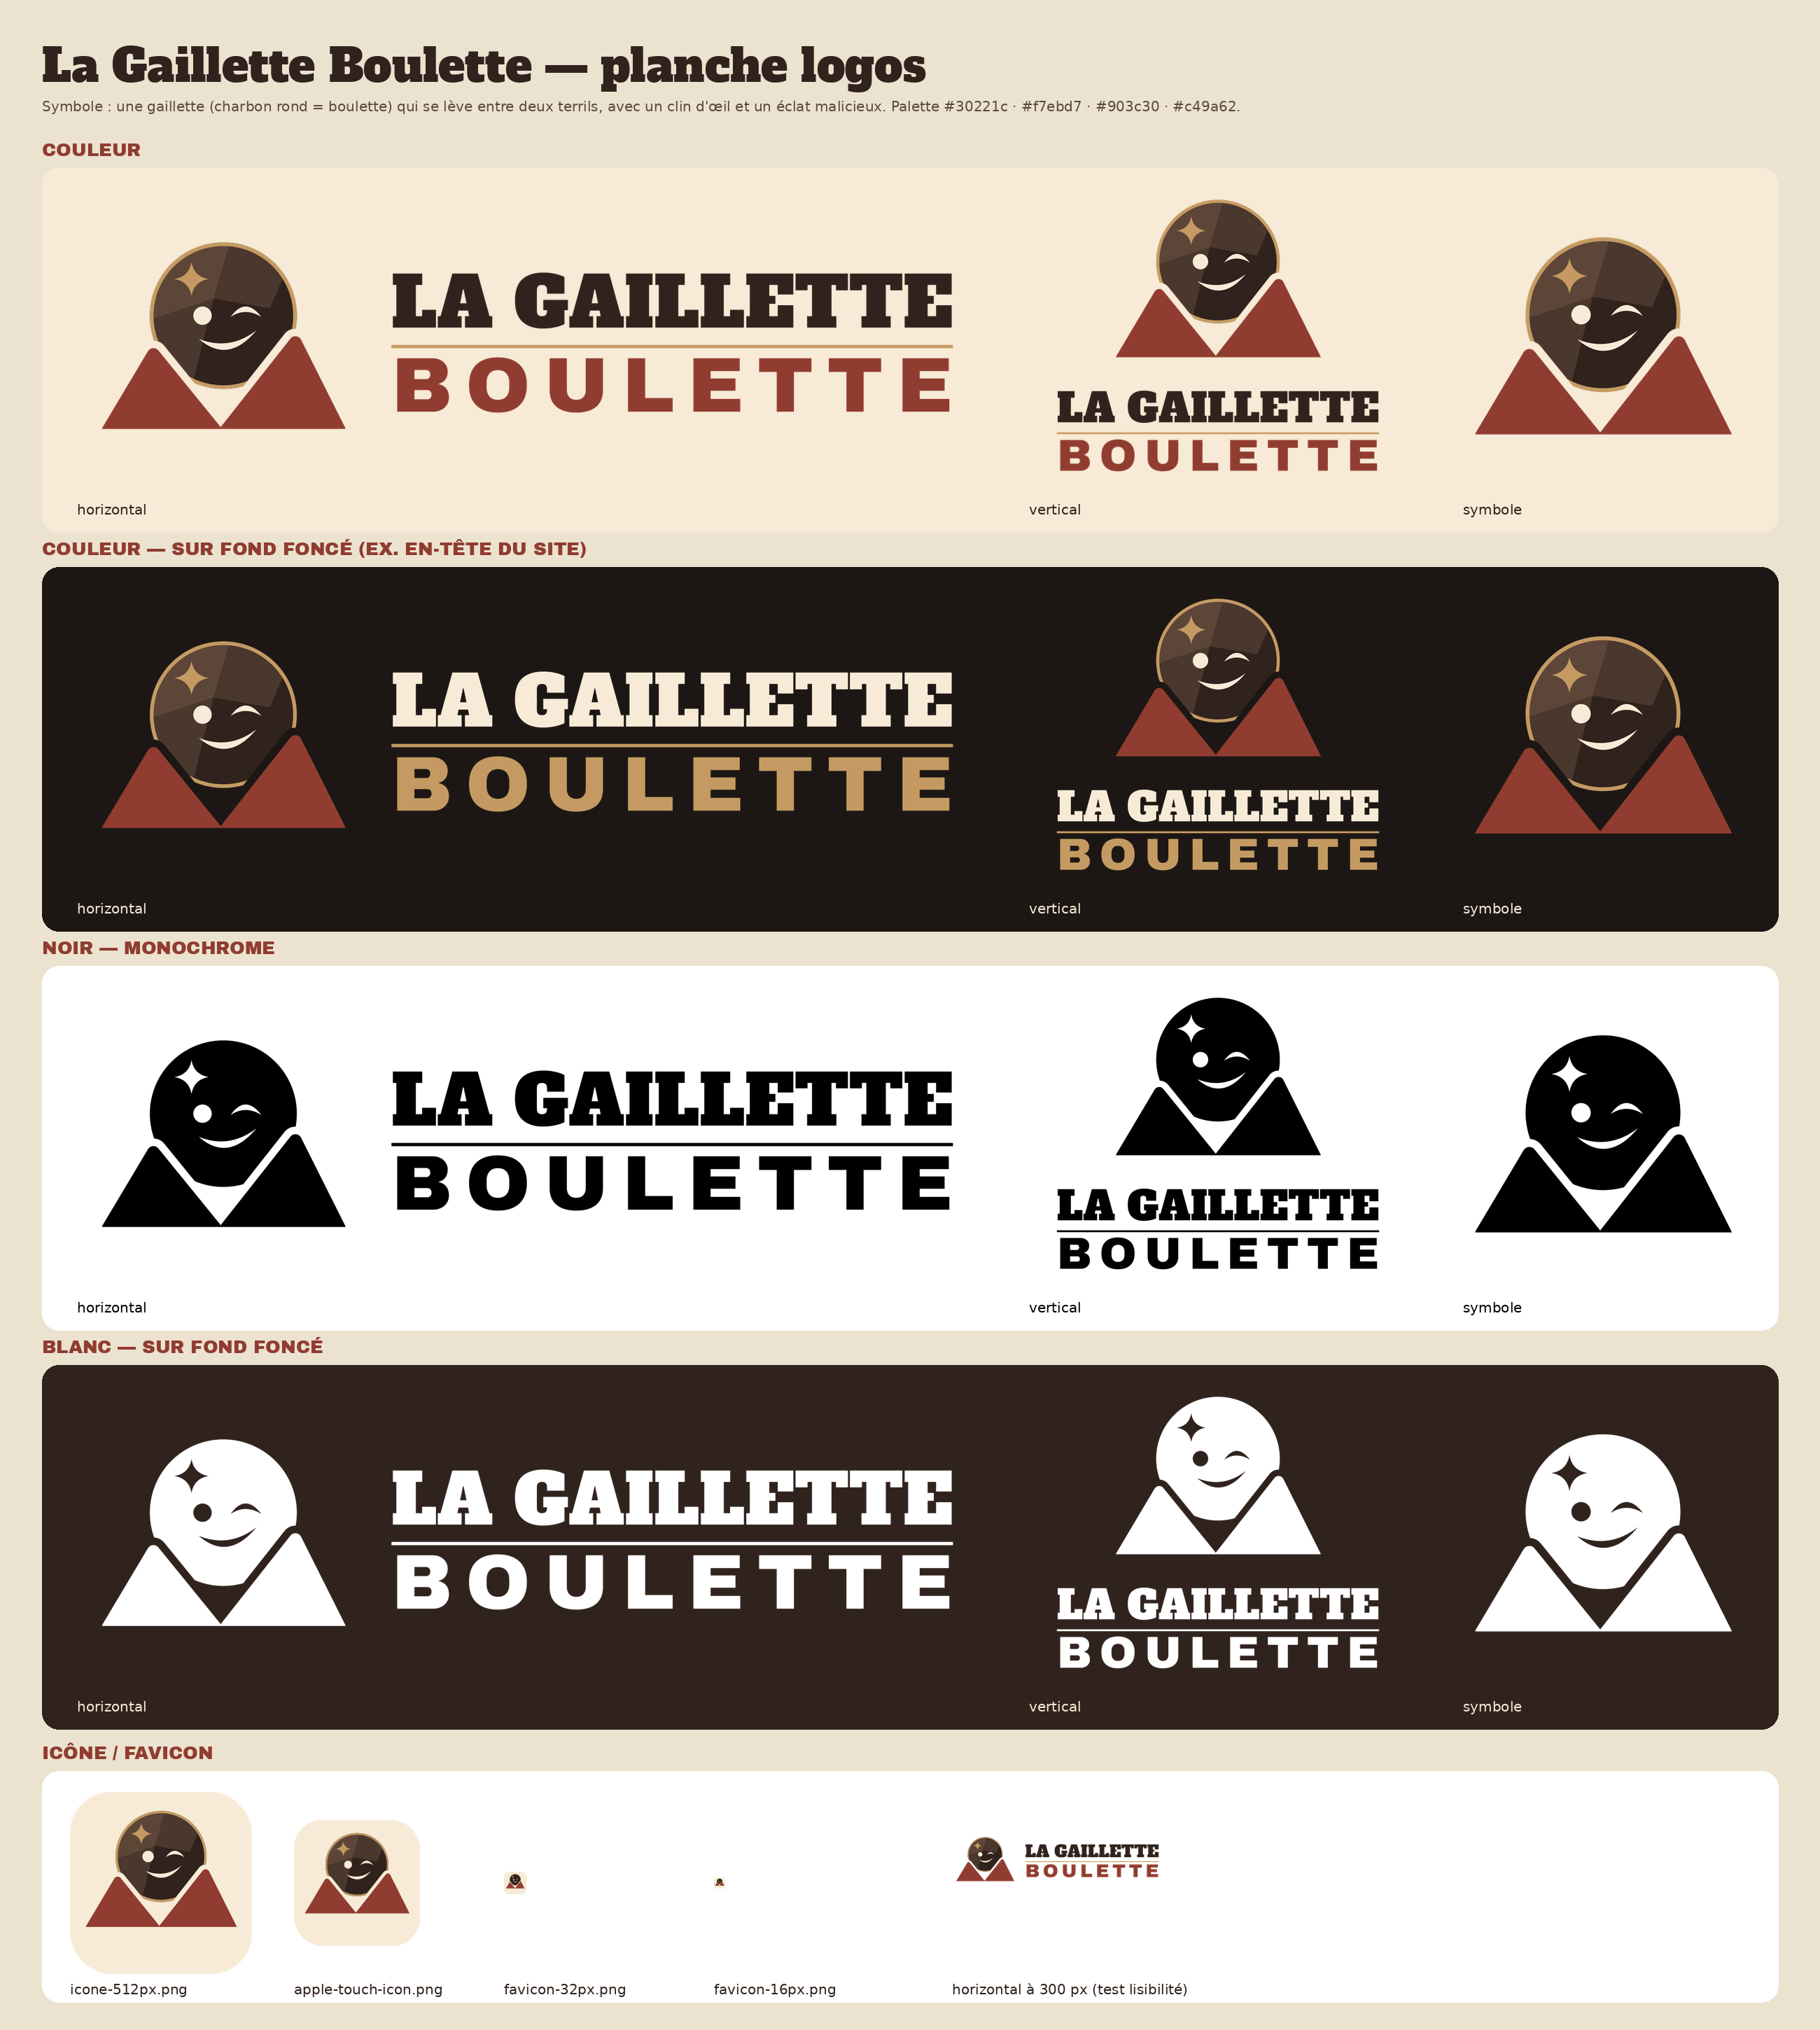 La Gaillette Boulette — planche logos
Symbole : une gaillette (charbon rond = boulette) qui se lève entre deux terrils, avec un clin d'œil et un éclat malicieux. Palette #30221c · #f7ebd7 · #903c30 · #c49a62.
COULEUR
LA GAILLETTE
BOULETTE
LA GAILLETTE
BOULETTE
horizontal
vertical
symbole
COULEUR — SUR FOND FONCÉ (EX. EN-TÊTE DU SITE)
LA GAILLETTE
BOULETTE
LA GAILLETTE
BOULETTE
horizontal
vertical
symbole
NOIR — MONOCHROME
LA GAILLETTE
BOULETTE
LA GAILLETTE
BOULETTE
horizontal
vertical
symbole
BLANC — SUR FOND FONCÉ
LA GAILLETTE
BOULETTE
LA GAILLETTE
BOULETTE
horizontal
vertical
symbole
ICÔNE / FAVICON
LA GAILLETTE
BOULETTE
icone-512px.png
apple-touch-icon.png
favicon-32px.png
favicon-16px.png
horizontal à 300 px (test lisibilité)